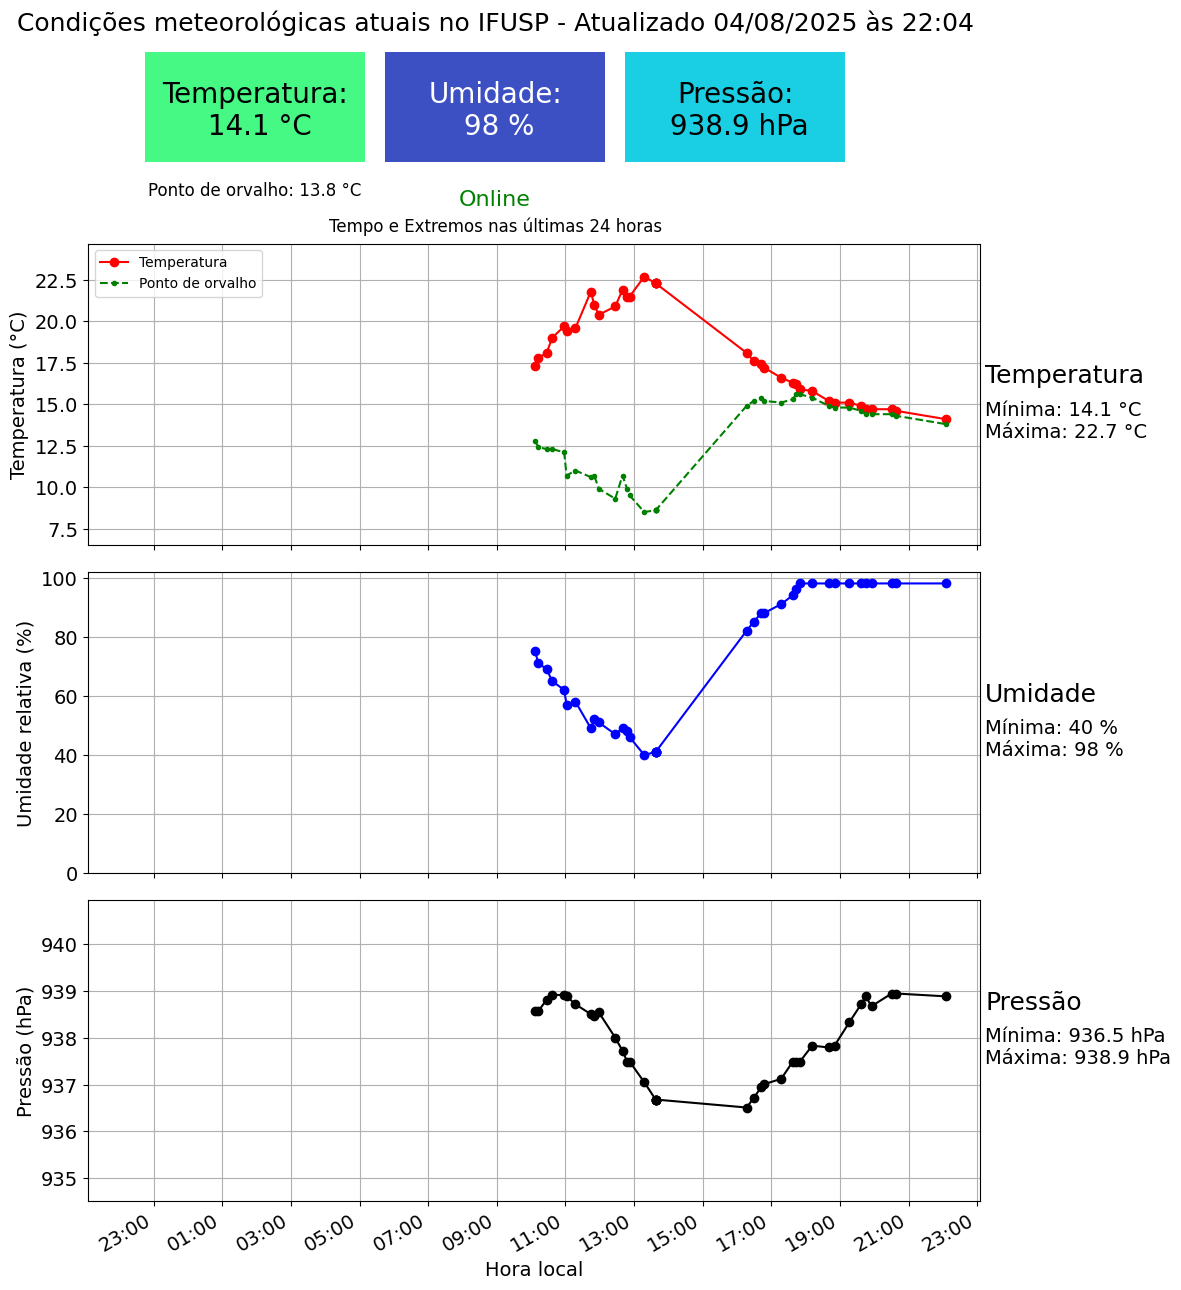 Condições meteorológicas atuais no IFUSP - Atualizado 04/08/2025 às 22:04
Temperatura:
14.1 °C
Umidade:
98 %
Pressão:
938.9 hPa
Ponto de orvalho: 13.8 °C
Online
Tempo e Extremos nas últimas 24 horas
Temperatura
Ponto de orvalho
Temperatura (°C)
22.5
20.0
17.5
15.0
12.5
10.0
7.5
Temperatura
Mínima: 14.1 °C
Máxima: 22.7 °C
Umidade relativa (%)
100
80
60
40
20
0
Umidade
Mínima: 40 %
Máxima: 98 %
Pressão (hPa)
940
939
938
937
936
935
Pressão
Mínima: 936.5 hPa
Máxima: 938.9 hPa
23:00
01:00
03:00
05:00
07:00
09:00
11:00
13:00
15:00
17:00
19:00
21:00
23:00
Hora local